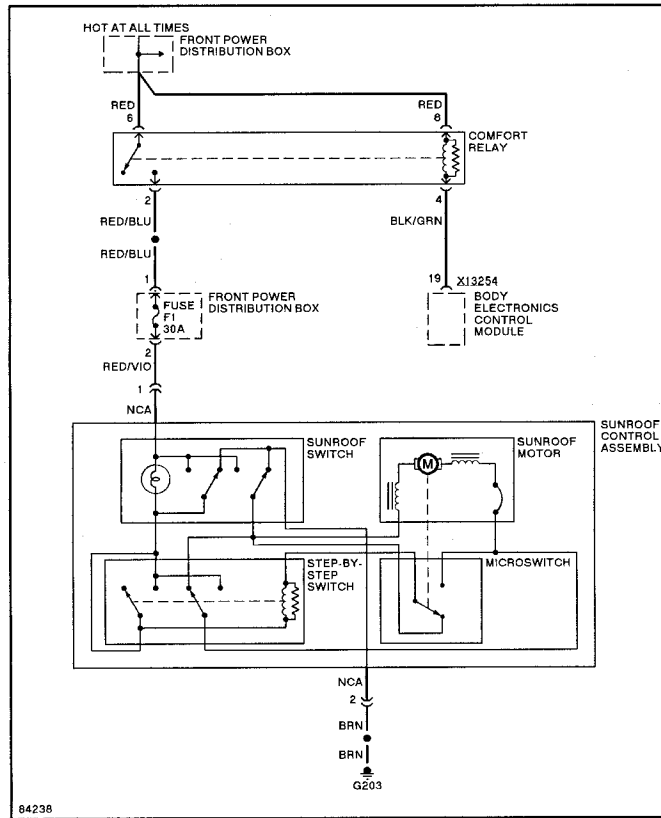 HOT AT ALL TIMES
FRONT POWER
DISTRIBUTION BOX
RED
6
RED
8
COMFORT
RELAY
2
4
RED/BLU
BLK/GRN
RED/BLU
1
19 X13254
FUSE
F1
30A
FRONT POWER
DISTRIBUTION BOX
BODY
ELECTRONICS
CONTROL
MODULE
2
RED/VIO
1
NCA
SUNROOF
CONTROL
ASSEMBLY
SUNROOF
SWITCH
SUNROOF
MOTOR
M
STEP-BY-
STEP
SWITCH
MICROSWITCH
NCA
2
BRN
BRN
G203
84238